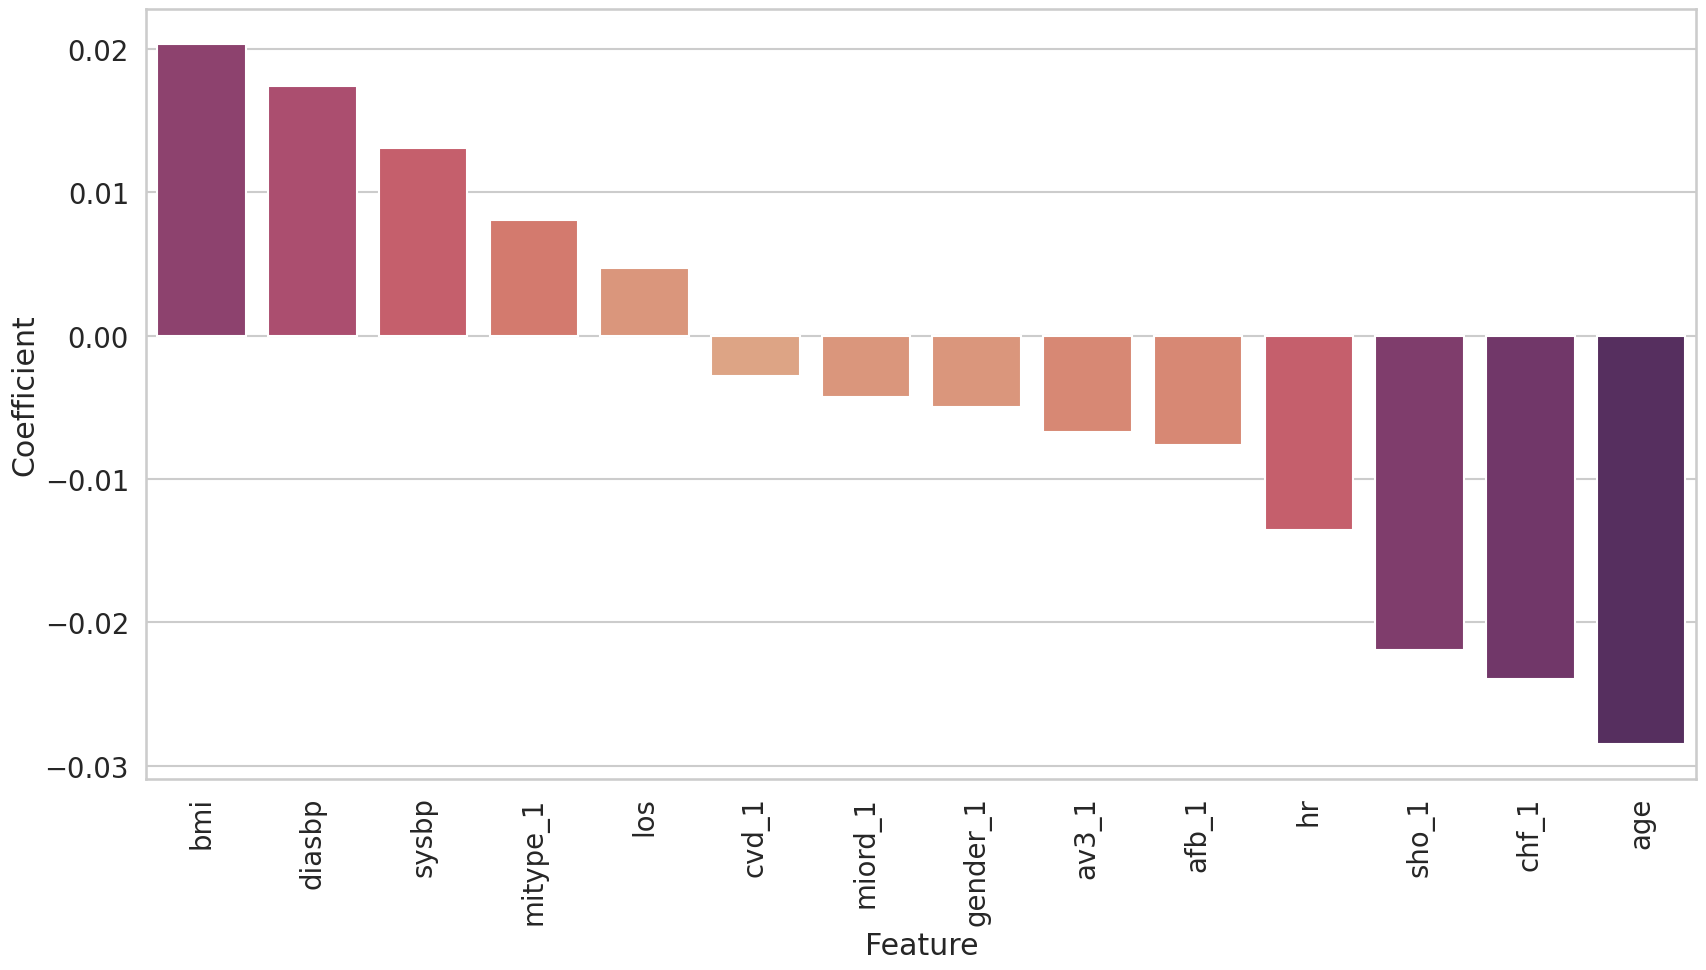 0.02
0.01
0.00
−0.01
−0.02
−0.03
Coefficient
bmi
diasbp
sysbp
mitype_1
los
cvd_1
miord_1
gender_1
av3_1
afb_1
hr
sho_1
chf_1
age
Feature